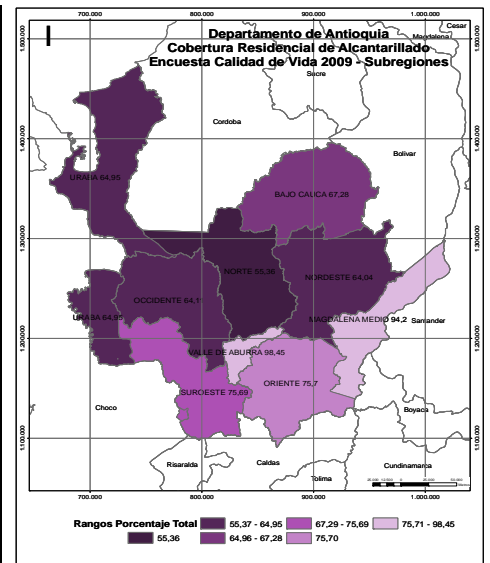 I
Departamento de Antioquia
Cobertura Residencial de Alcantarillado
Encuesta Calidad de Vida 2009 - Subregiones
700.000
800.000
900.000
1.000.000
1.500.000
1.400.000
1.300.000
1.200.000
1.100.000
Cesar
Magdalena
Sucre
Cordoba
Bolivar
URABA 64,95
BAJO CAUCA 67,28
NORTE 55,36
NORDESTE 64,04
OCCIDENTE 64,11
URABA 64,95
MAGDALENA MEDIO 94,2
Santander
VALLE DE ABURRA 98,45
ORIENTE 75,7
SUROESTE 75,69
Choco
Boyaca
Risaralda
Caldas
Cundinamarca
Tolima
700.000
800.000
900.000
1.000.000
Rangos Porcentaje Total
55,36
55,37 - 64,95
64,96 - 67,28
67,29 - 75,69
75,70
75,71 - 98,45